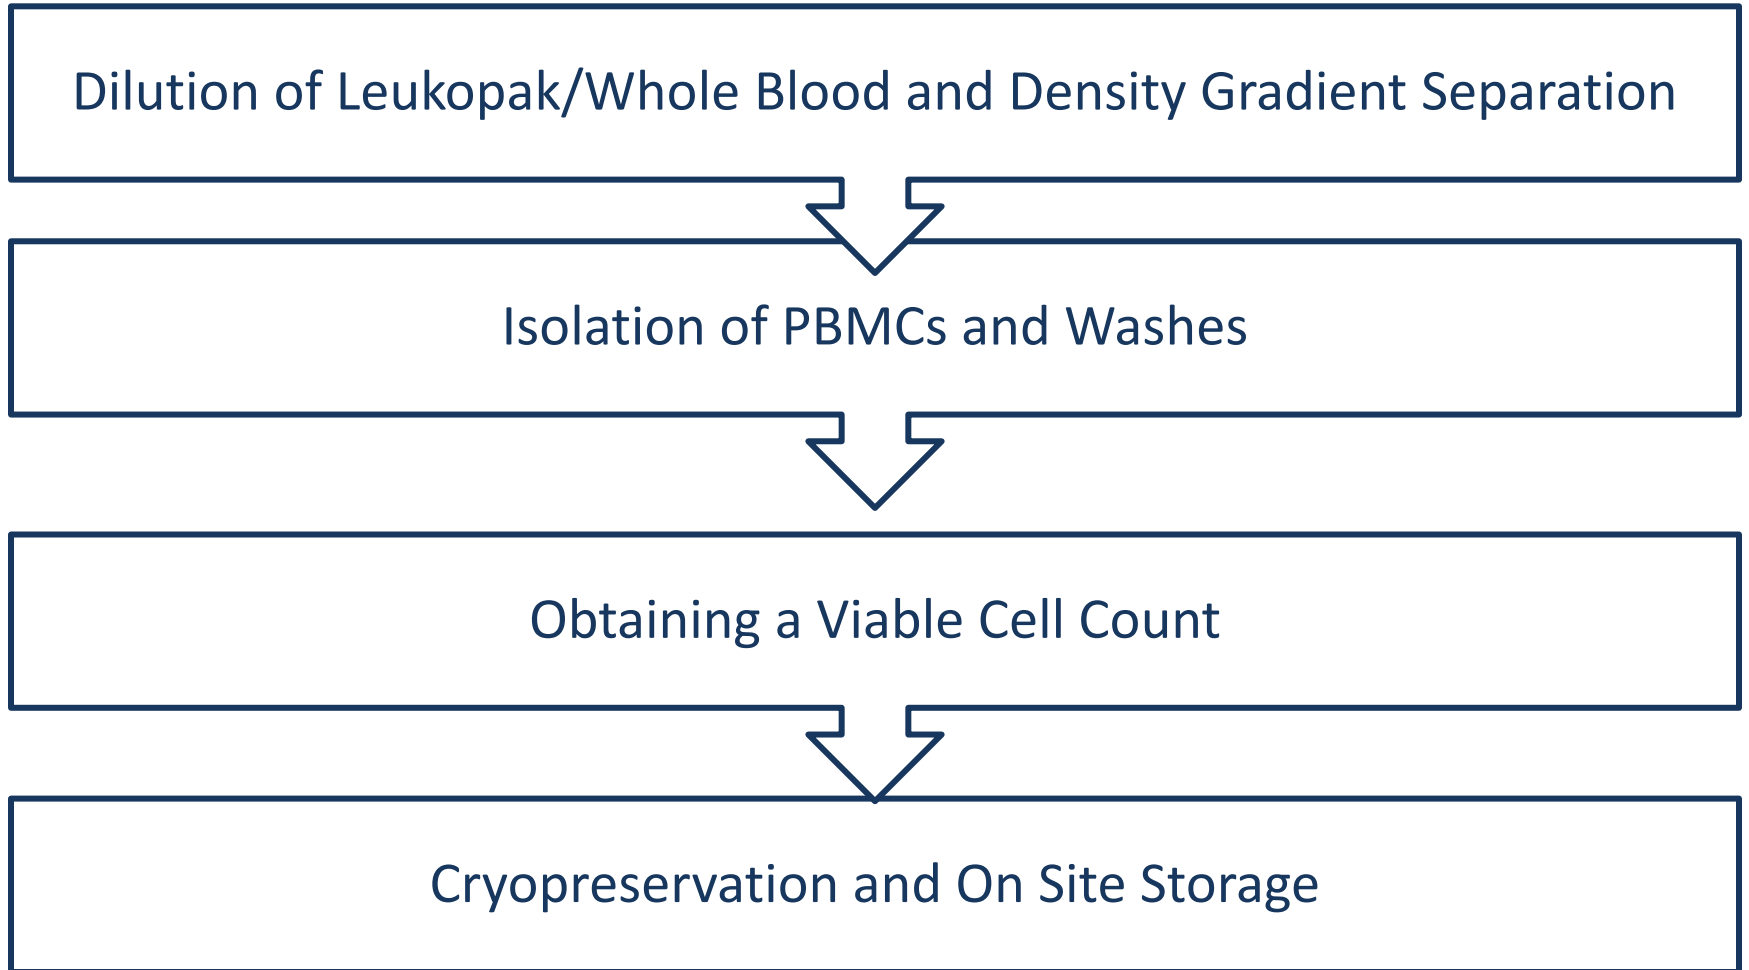 Dilution of Leukopak/Whole Blood and Density Gradient Separation
Isolation of PBMCs and Washes
Obtaining a Viable Cell Count
Cryopreservation and On Site Storage